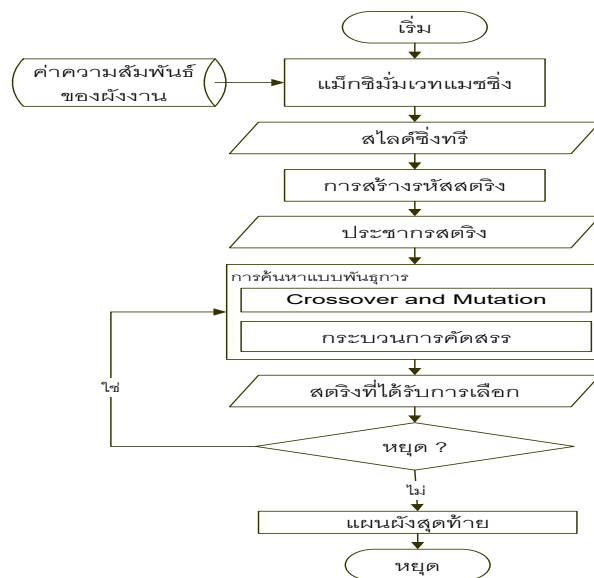 เริ่ม
ค่าความสัมพันธ์
ของผังงาน
แม็กซิมั่มเวทแมชซิ่ง
สไลด์ซิ่งทรี
การสร้างรหัสสตริง
ประชากรสตริง
การค้นหาแบบพันธุการ
Crossover and Mutation
กระบวนการคัดสรร
ใช่
สตริงที่ได้รับการเลือก
หยุด ?
ไม่
แผนผังสุดท้าย
หยุด